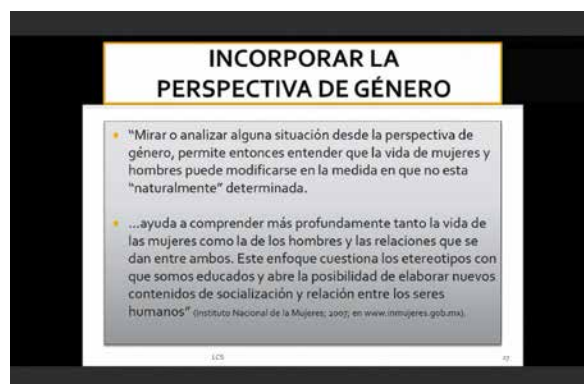 INCORPORAR LA
PERSPECTIVA DE GÉNERO
"Mirar o analizar alguna situación desde la perspectiva de
género, permite entonces entender que la vida de mujeres y
hombres puede modificarse en la medida en que no esta
"naturalmente" determinada.
...ayuda a comprender más profundamente tanto la vida de
las mujeres como la de los hombres y las relaciones que se
dan entre ambos. Este enfoque cuestiona los etereotipos con
que somos educados y abre la posibilidad de elaborar nuevos
contenidos de socialización y relación entre los seres
humanos" (Instituto Nacional de la Mujeres; 2007; en www.inmujeres.gob.mx).
LCS
27